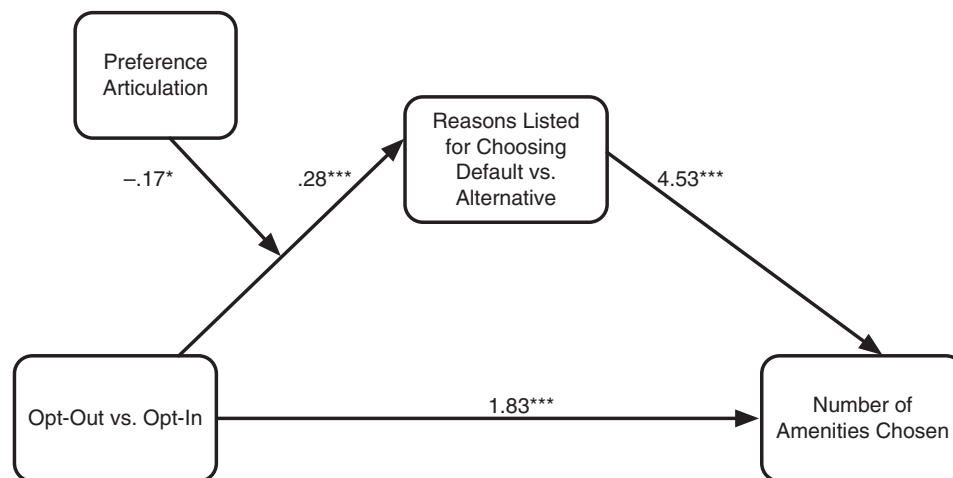 Preference
Articulation
Reasons Listed
for Choosing
Default vs.
Alternative
–.17*
.28***
4.53***
Opt-Out vs. Opt-In
1.83***
Number of
Amenities Chosen